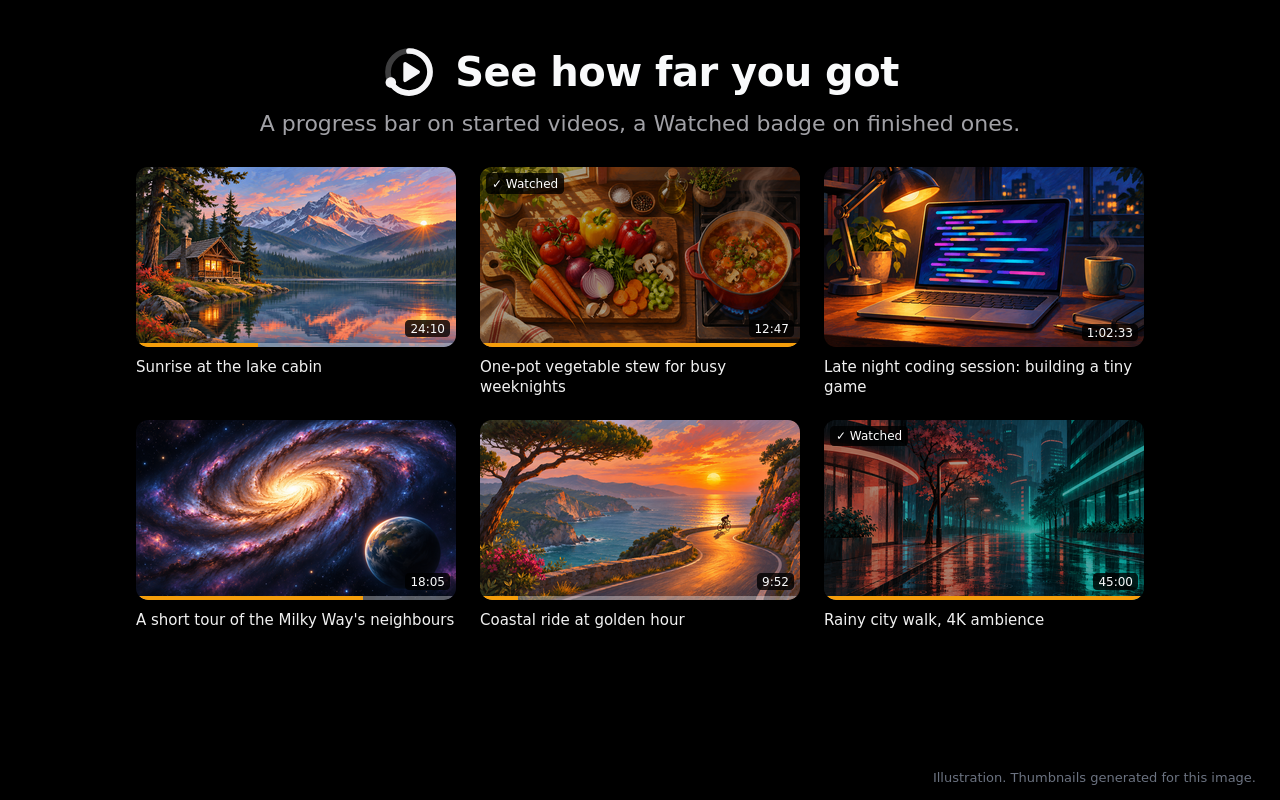 See how far you got
A progress bar on started videos, a Watched badge on finished ones.
24:10
Sunrise at the lake cabin
✓ Watched
12:47
One-pot vegetable stew for busy
weeknights
1:02:33
Late night coding session: building a tiny
game
18:05
A short tour of the Milky Way's neighbours
9:52
Coastal ride at golden hour
✓ Watched
45:00
Rainy city walk, 4K ambience
Illustration. Thumbnails generated for this image.